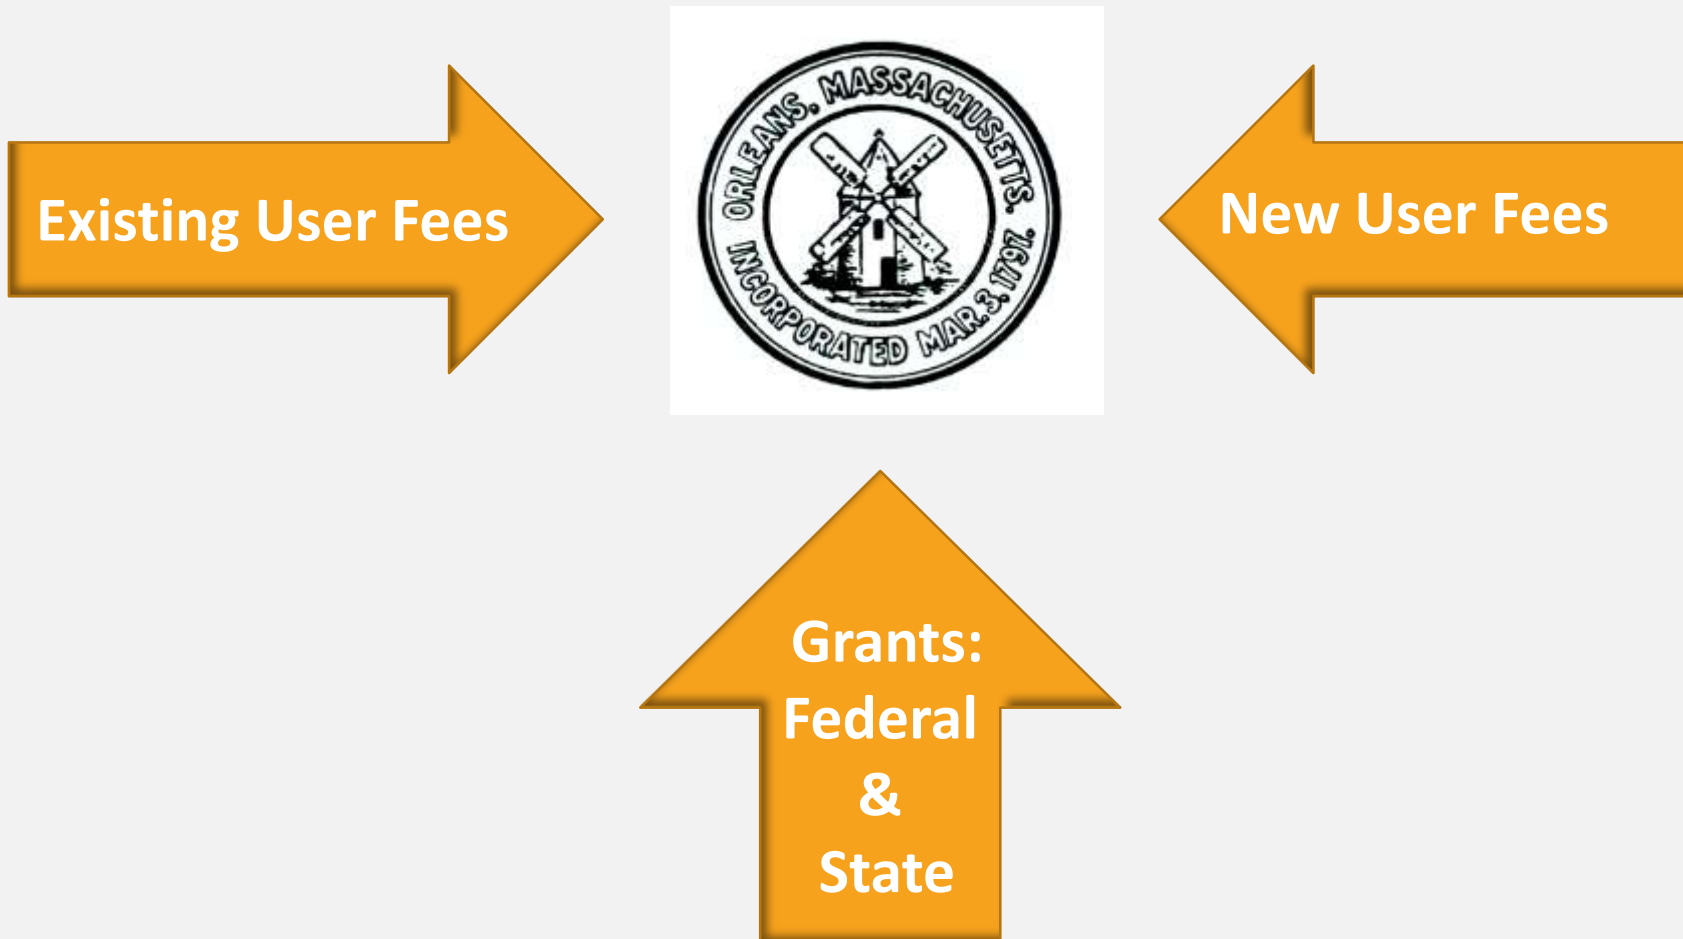 ORLEANS, MASSACHUSETTS.
INCORPORATED MAR. 3, 1797.
Existing User Fees
New User Fees
Grants:
Federal
&
State